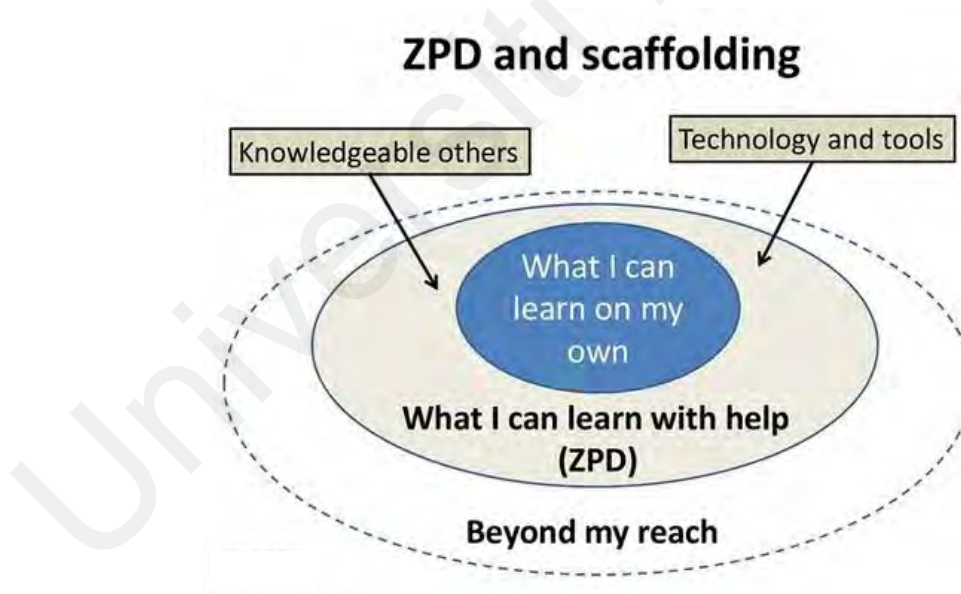 ZPD and scaffolding
Knowledgeable others
Technology and tools
What I can
learn on my
own
What I can learn with help
(ZPD)
Beyond my reach
Universiti